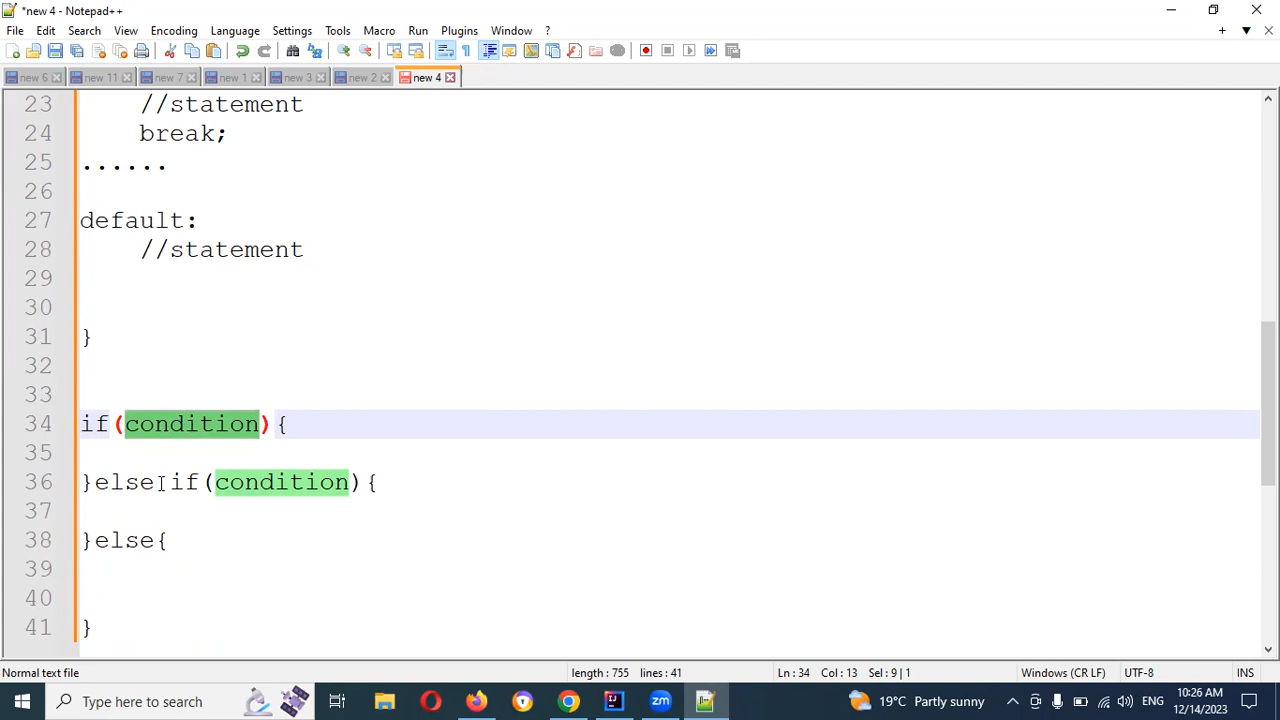 *new 4 - Notepad++
File Edit Search View Encoding Language Settings Tools Macro Run Plugins Window ?
new 6 new 11 new 7 new 1 new 3 new 2 new 4
23 //statement
24 break;
25 ......
26
27 default:
28 //statement
29
30
31 }
32
33
34 if(condition){
35
36 }else if(condition){
37
38 }else{
39
40
41 }
Normal text file length : 755 lines : 41 Ln : 34 Col : 13 Sel : 9 | 1 Windows (CR LF) UTF-8 INS
Type here to search zm 19°C Partly sunny ENG 10:26 AM
12/14/2023